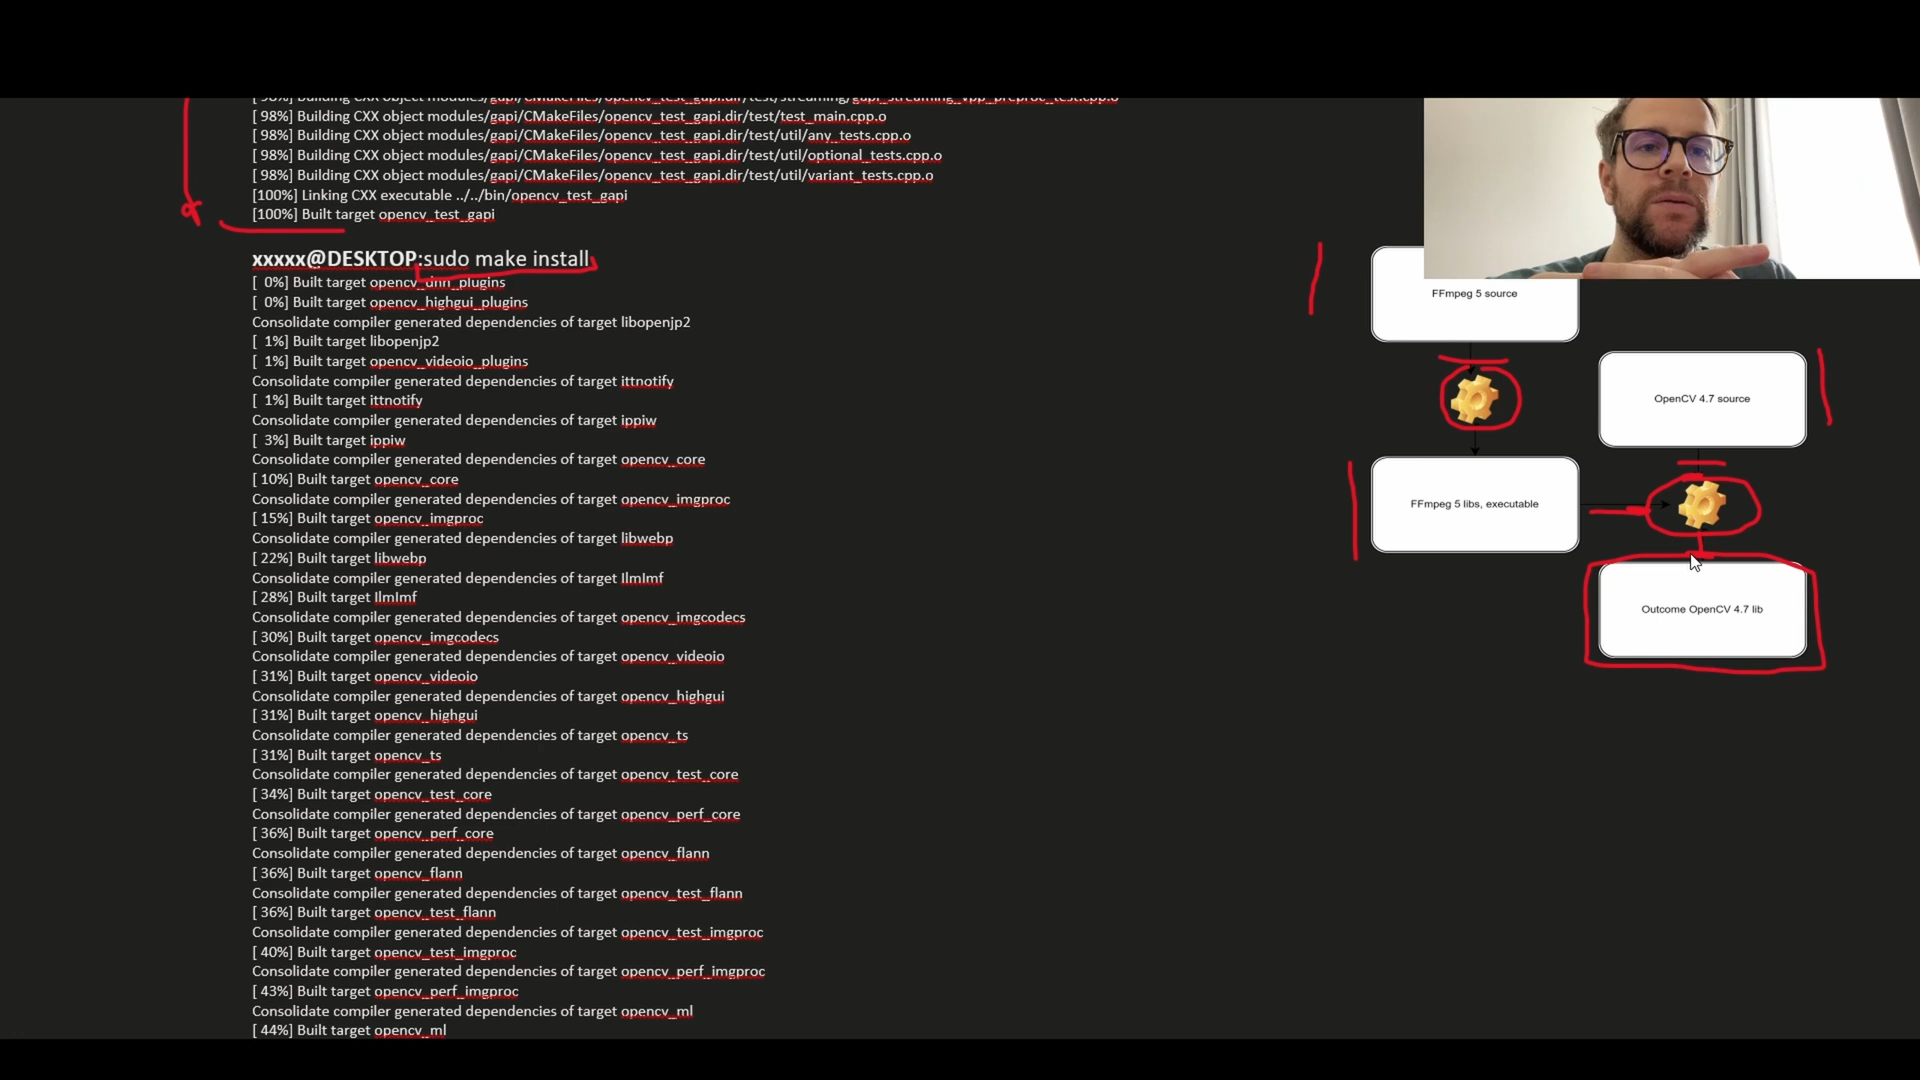 [ 98%] Building CXX object modules/gapi/CMakeFiles/opencv_test_gapi.dir/test/streaming/gapi_streaming_vpp_preproc_test.cpp.o
[ 98%] Building CXX object modules/gapi/CMakeFiles/opencv_test_gapi.dir/test/test_main.cpp.o
[ 98%] Building CXX object modules/gapi/CMakeFiles/opencv_test_gapi.dir/test/util/any_tests.cpp.o
[ 98%] Building CXX object modules/gapi/CMakeFiles/opencv_test_gapi.dir/test/util/optional_tests.cpp.o
[ 98%] Building CXX object modules/gapi/CMakeFiles/opencv_test_gapi.dir/test/util/variant_tests.cpp.o
[100%] Linking CXX executable ../../bin/opencv_test_gapi
[100%] Built target opencv_test_gapi
xxxxx@DESKTOP:sudo make install
[  0%] Built target opencv_dnn_plugins
[  0%] Built target opencv_highgui_plugins
Consolidate compiler generated dependencies of target libopenjp2
[  1%] Built target libopenjp2
[  1%] Built target opencv_videoio_plugins
Consolidate compiler generated dependencies of target ittnotify
[  1%] Built target ittnotify
Consolidate compiler generated dependencies of target ippiw
[  3%] Built target ippiw
Consolidate compiler generated dependencies of target opencv_core
[ 10%] Built target opencv_core
Consolidate compiler generated dependencies of target opencv_imgproc
[ 15%] Built target opencv_imgproc
Consolidate compiler generated dependencies of target libwebp
[ 22%] Built target libwebp
Consolidate compiler generated dependencies of target IlmImf
[ 28%] Built target IlmImf
Consolidate compiler generated dependencies of target opencv_imgcodecs
[ 30%] Built target opencv_imgcodecs
Consolidate compiler generated dependencies of target opencv_videoio
[ 31%] Built target opencv_videoio
Consolidate compiler generated dependencies of target opencv_highgui
[ 31%] Built target opencv_highgui
Consolidate compiler generated dependencies of target opencv_ts
[ 31%] Built target opencv_ts
Consolidate compiler generated dependencies of target opencv_test_core
[ 34%] Built target opencv_test_core
Consolidate compiler generated dependencies of target opencv_perf_core
[ 36%] Built target opencv_perf_core
Consolidate compiler generated dependencies of target opencv_flann
[ 36%] Built target opencv_flann
Consolidate compiler generated dependencies of target opencv_test_flann
[ 36%] Built target opencv_test_flann
Consolidate compiler generated dependencies of target opencv_test_imgproc
[ 40%] Built target opencv_test_imgproc
Consolidate compiler generated dependencies of target opencv_perf_imgproc
[ 43%] Built target opencv_perf_imgproc
Consolidate compiler generated dependencies of target opencv_ml
[ 44%] Built target opencv_ml
FFmpeg 5 source
OpenCV 4.7 source
FFmpeg 5 libs, executable
Outcome OpenCV 4.7 lib